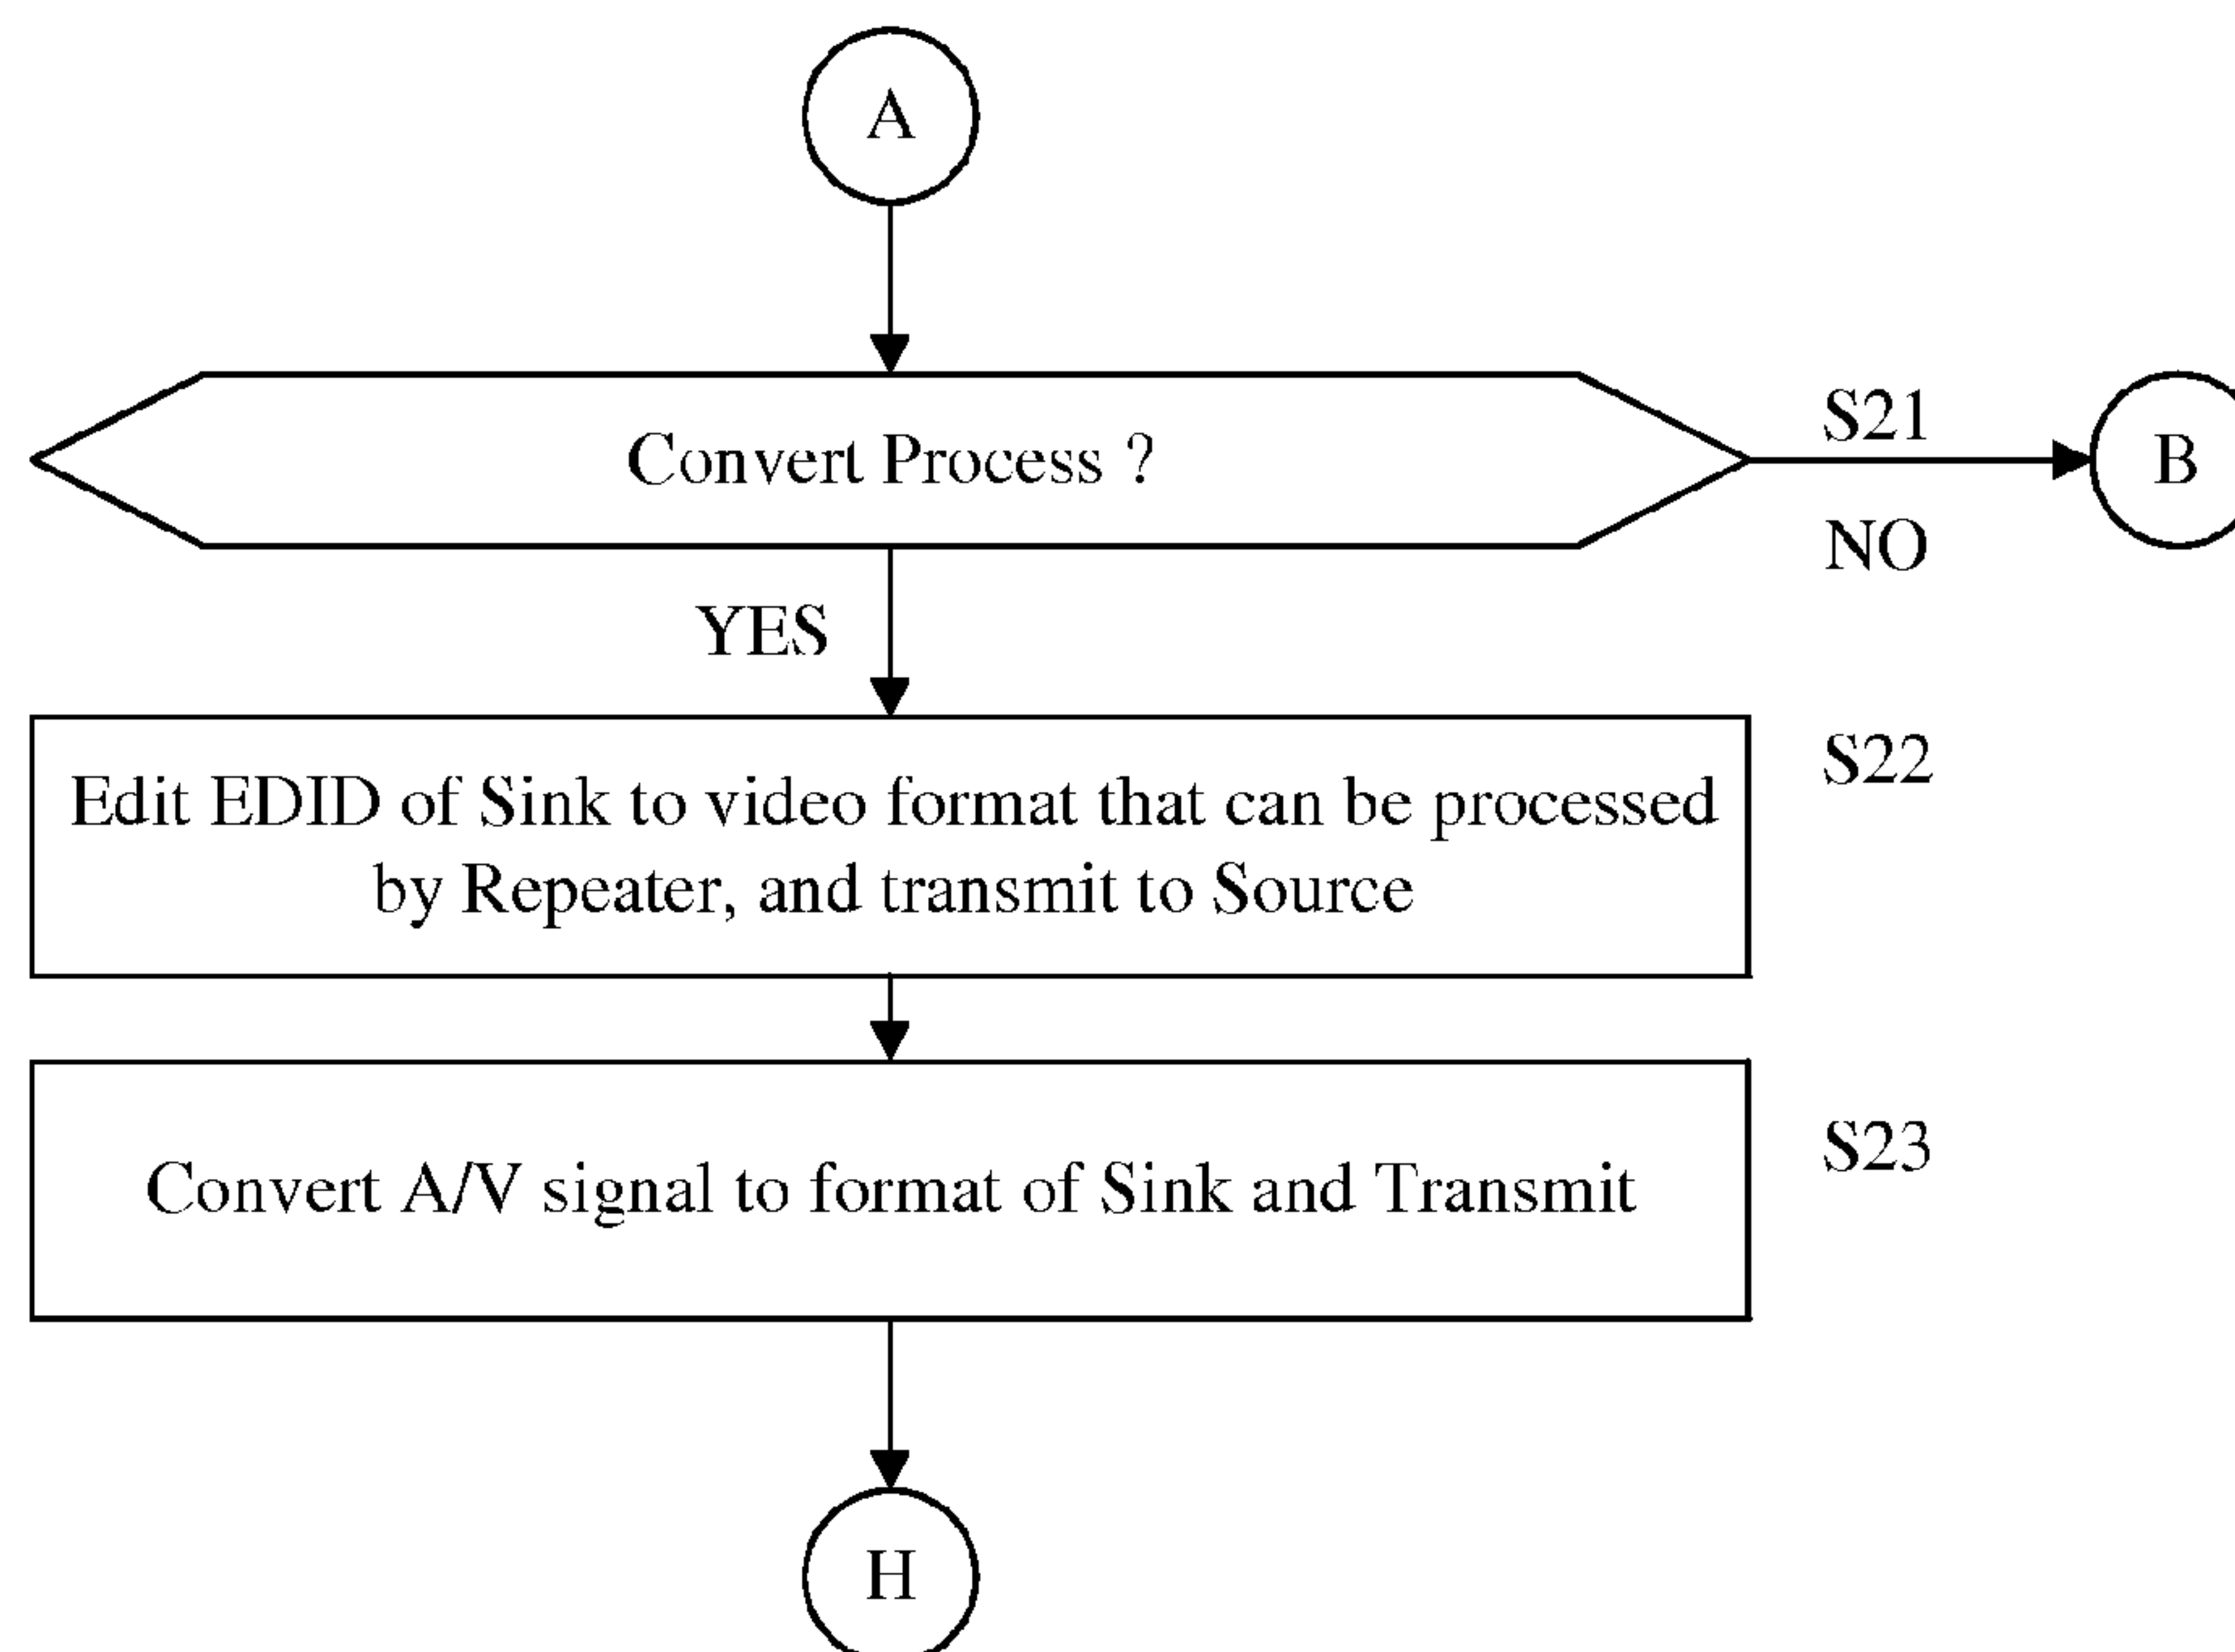 A
Convert Process ?
S21
B
NO
YES
S22
Edit EDID of Sink to video format that can be processed
by Repeater, and transmit to Source
S23
Convert A/V signal to format of Sink and Transmit
H